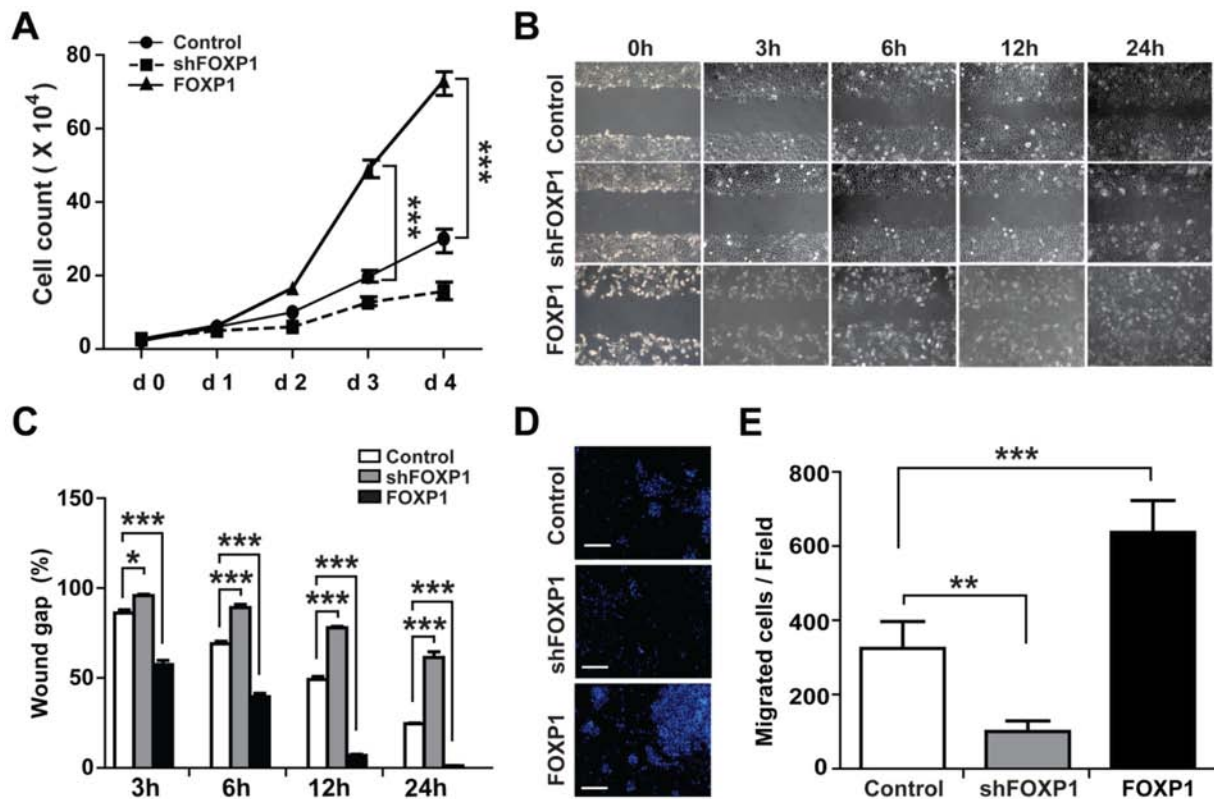 A
Control
shFOXP1
FOXP1
Cell count ( X 10⁴)
80
60
40
20
0
d 0 d 1 d 2 d 3 d 4
***
***
B
0h 3h 6h 12h 24h
Control
shFOXP1
FOXP1
C
Control
shFOXP1
FOXP1
Wound gap (%)
150
100
50
0
***
*
***
***
***
***
***
***
3h 6h 12h 24h
D
Control
shFOXP1
FOXP1
E
Migrated cells / Field
800
600
400
200
0
***
**
Control shFOXP1 FOXP1